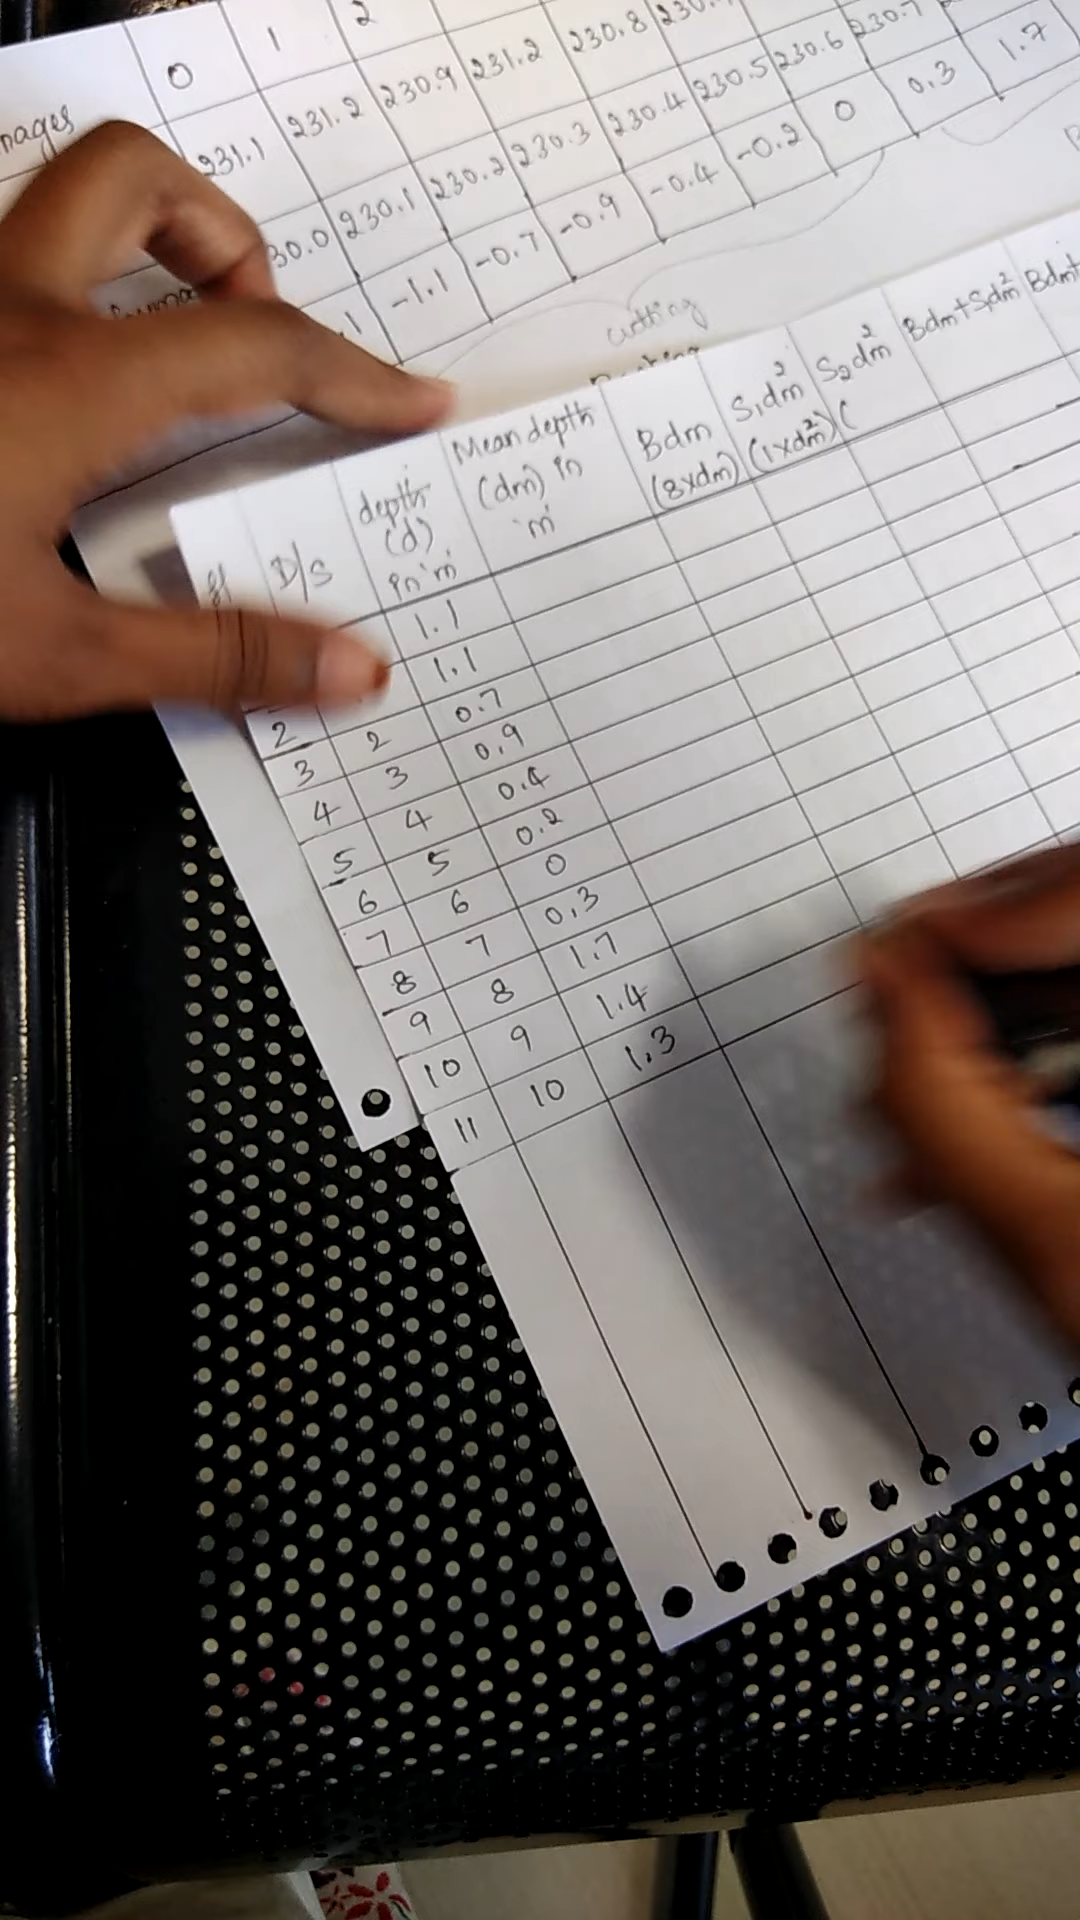 0 1 2
nages 231.1 231.2 230.9 231.2 230.8
30.0 230.1 230.2 230.3 230.4 230.5 230.6 230.7
-1.1 -0.7 -0.9 -0.4 -0.2 0 0.3 1.7
cutting
D/S depth (d) in 'm' Mean depth (dm) in 'm' Bdm (8xdm) S₁dm² (1xdm²) S₂dm² ( Bdm+S₁dm²
1.1
1.1
2 0.7
2 3 0.9
3 4 0.4
4 5 0.2
5 6 0
6 7 0.3
7 8 1.7
8 9 1.4
9 10 1.3
10 11